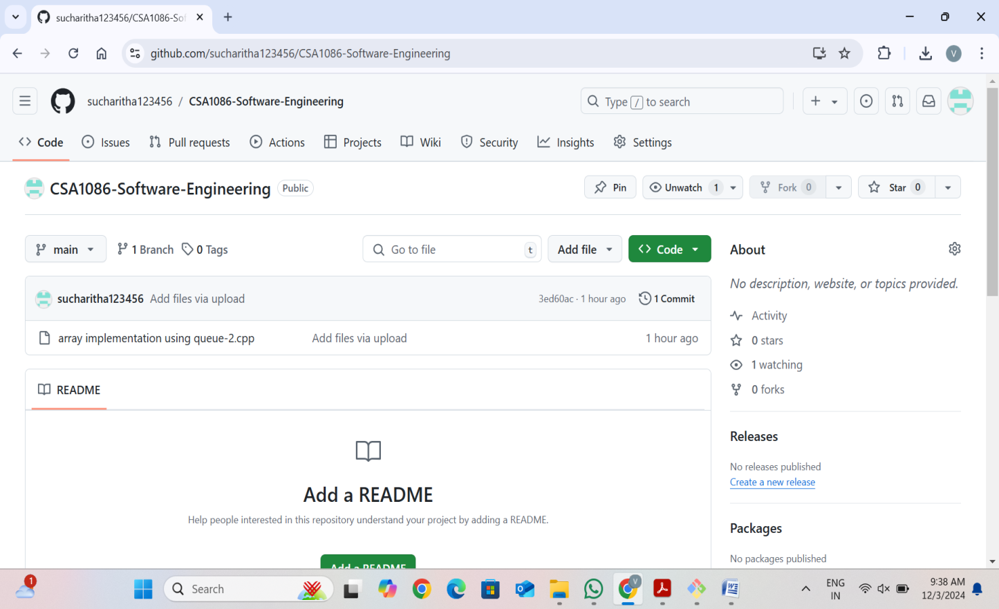 sucharitha123456/CSA1086-Sof
github.com/sucharitha123456/CSA1086-Software-Engineering
V
sucharitha123456 / CSA1086-Software-Engineering
Type / to search
Code Issues Pull requests Actions Projects Wiki Security Insights Settings
CSA1086-Software-Engineering Public
Pin Unwatch 1 Fork 0 Star 0
main 1 Branch 0 Tags Go to file t Add file Code
sucharitha123456 Add files via upload 3ed60ac · 1 hour ago 1 Commit
array implementation using queue-2.cpp Add files via upload 1 hour ago
README
Add a README
Help people interested in this repository understand your project by adding a README.
Add a README
About
No description, website, or topics provided.
Activity
0 stars
1 watching
0 forks
Releases
No releases published
Create a new release
Packages
No packages published
1
Search
V
ENG
IN
9:38 AM
12/3/2024